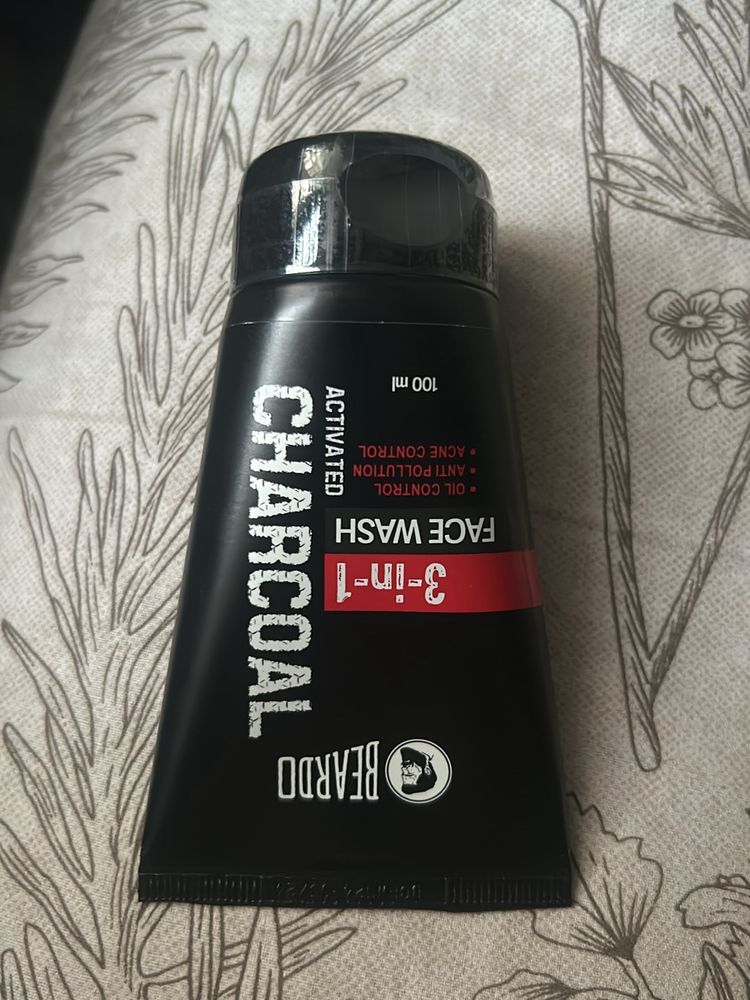 BEARDO
3-in-1
FACE WASH
• OIL CONTROL
• ANTI POLLUTION
• ACNE CONTROL
ACTIVATED
CHARCOAL
100 ml